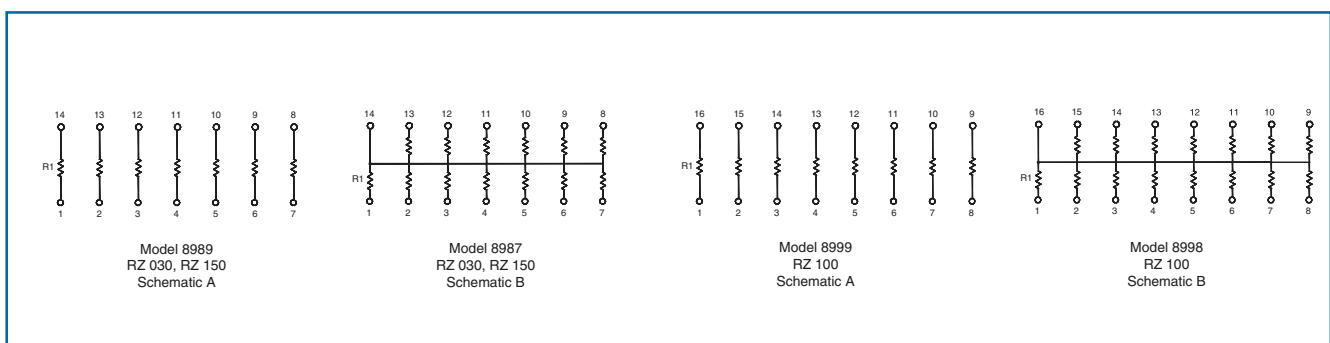 14 13 12 11 10 9 8
R1
1 2 3 4 5 6 7
Model 8989
RZ 030, RZ 150
Schematic A
14 13 12 11 10 9 8
R1
1 2 3 4 5 6 7
Model 8987
RZ 030, RZ 150
Schematic B
16 15 14 13 12 11 10 9
R1
1 2 3 4 5 6 7 8
Model 8999
RZ 100
Schematic A
16 15 14 13 12 11 10 9
R1
1 2 3 4 5 6 7 8
Model 8998
RZ 100
Schematic B